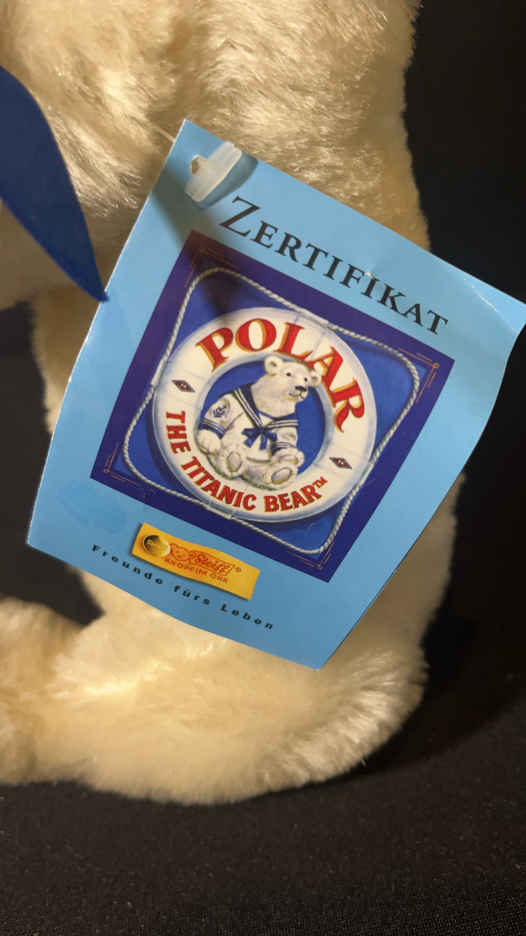 ZERTIFIKAT
POLAR
THE TITANIC BEAR™
Steiff®
KNOPF IM OHR
Freunde fürs Leben